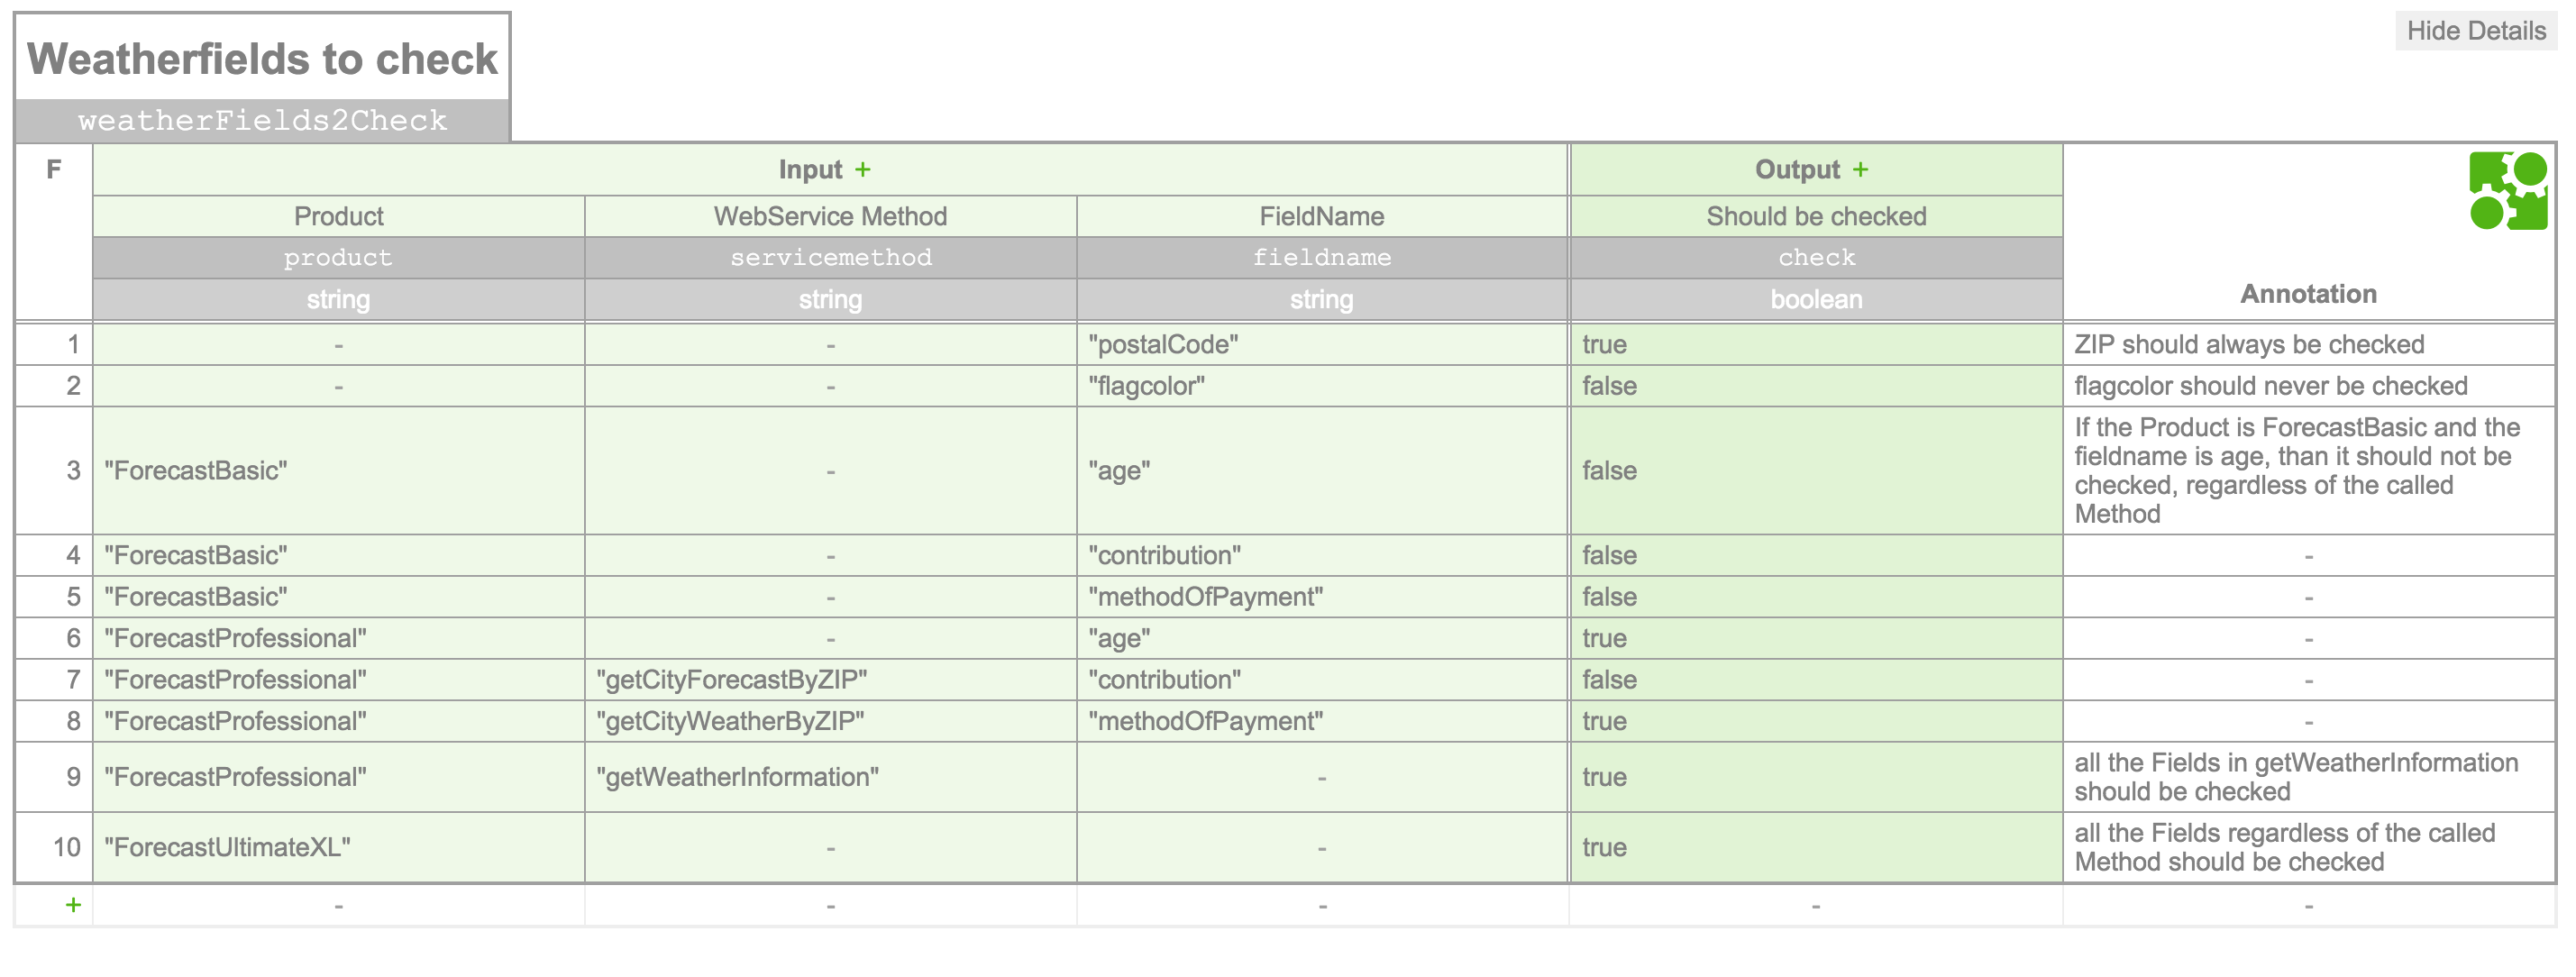 Hide Details
Weatherfields to check
weatherFields2Check
F Input + Output +
Product WebService Method FieldName Should be checked
product servicemethod fieldname check
string string string boolean Annotation
1 - - "postalCode" true ZIP should always be checked
2 - - "flagcolor" false flagcolor should never be checked
3 "ForecastBasic" - "age" false If the Product is ForecastBasic and the
fieldname is age, than it should not be
checked, regardless of the called
Method
4 "ForecastBasic" - "contribution" false -
5 "ForecastBasic" - "methodOfPayment" false -
6 "ForecastProfessional" - "age" true -
7 "ForecastProfessional" "getCityForecastByZIP" "contribution" false -
8 "ForecastProfessional" "getCityWeatherByZIP" "methodOfPayment" true -
9 "ForecastProfessional" "getWeatherInformation" - true all the Fields in getWeatherInformation
should be checked
10 "ForecastUltimateXL" - - true all the Fields regardless of the called
Method should be checked
+ - - - - -